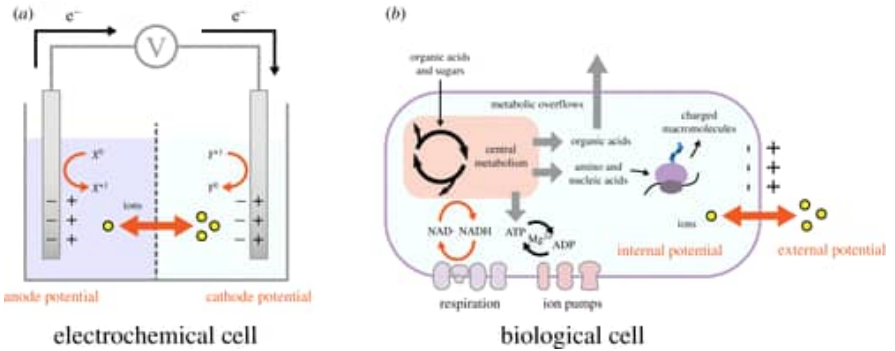 (a)
e⁻
e⁻
V
X⁰
X⁺¹
Y⁺¹
Y⁰
ions
− +
− +
− +
− +
− +
− +
anode potential
cathode potential
electrochemical cell
(b)
organic acids
and sugars
metabolic overflows
central
metabolism
organic acids
amino and
nucleic acids
charged
macromolecules
- +
- +
- +
NAD
NADH
ATP
ADP
ions
internal potential
external potential
respiration
ion pumps
biological cell